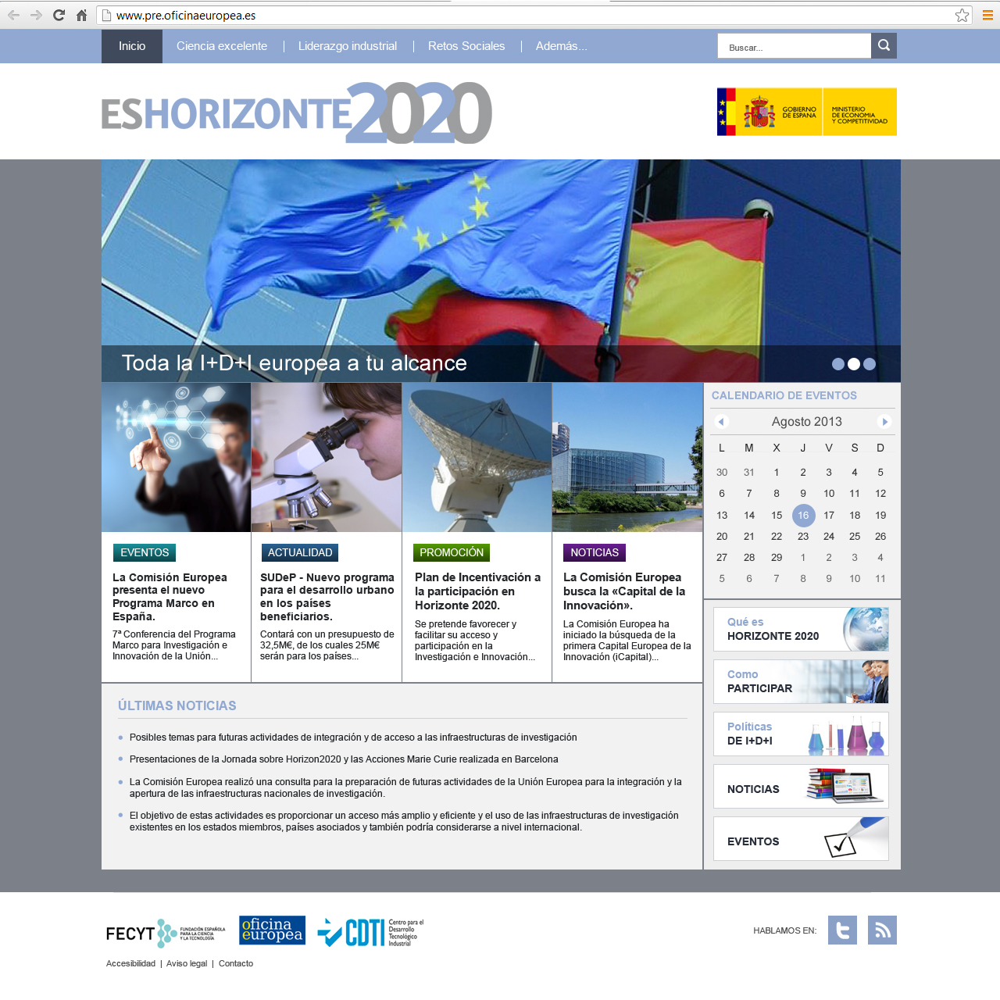 www.pre.oficinaeuropea.es
Inicio
Ciencia excelente
Liderazgo industrial
Retos Sociales
Además...
Buscar...
ESHORIZONTE2020
GOBIERNO
DE ESPAÑA
MINISTERIO
DE ECONOMÍA
Y COMPETITIVIDAD
Toda la I+D+I europea a tu alcance
EVENTOS
La Comisión Europea
presenta el nuevo
Programa Marco en
España.
7ª Conferencia del Programa
Marco para Investigación e
Innovación de la Unión...
ACTUALIDAD
SUDeP - Nuevo programa
para el desarrollo urbano
en los países
beneficiarios.
Contará con un presupuesto de
32,5M€, de los cuales 25M€
serán para los países...
PROMOCIÓN
Plan de Incentivación a
la participación en
Horizonte 2020.
Se pretende favorecer y
facilitar su acceso y
participación en la
Investigación e Innovación...
NOTICIAS
La Comisión Europea
busca la «Capital de la
Innovación».
La Comisión Europea ha
iniciado la búsqueda de la
primera Capital Europea de la
Innovación (iCapital)...
CALENDARIO DE EVENTOS
Agosto 2013
L M X J V S D
30 31 1 2 3 4 5
6 7 8 9 10 11 12
13 14 15 16 17 18 19
20 21 22 23 24 25 26
27 28 29 1 2 3 4
5 6 7 8 9 10 11
Qué es
HORIZONTE 2020
Como
PARTICIPAR
Políticas
DE I+D+I
NOTICIAS
EVENTOS
ÚLTIMAS NOTICIAS
Posibles temas para futuras actividades de integración y de acceso a las infraestructuras de investigación
Presentaciones de la Jornada sobre Horizon2020 y las Acciones Marie Curie realizada en Barcelona
La Comisión Europea realizó una consulta para la preparación de futuras actividades de la Unión Europea para la integración y la
apertura de las infraestructuras nacionales de investigación.
El objetivo de estas actividades es proporcionar un acceso más amplio y eficiente y el uso de las infraestructuras de investigación
existentes en los estados miembros, países asociados y también podría considerarse a nivel internacional.
FECYT
FUNDACIÓN ESPAÑOLA
PARA LA CIENCIA
Y LA TECNOLOGÍA
oficina
europea
CDTI
Centro para el
Desarrollo
Tecnológico
Industrial
HABLAMOS EN:
Accesibilidad | Aviso legal | Contacto